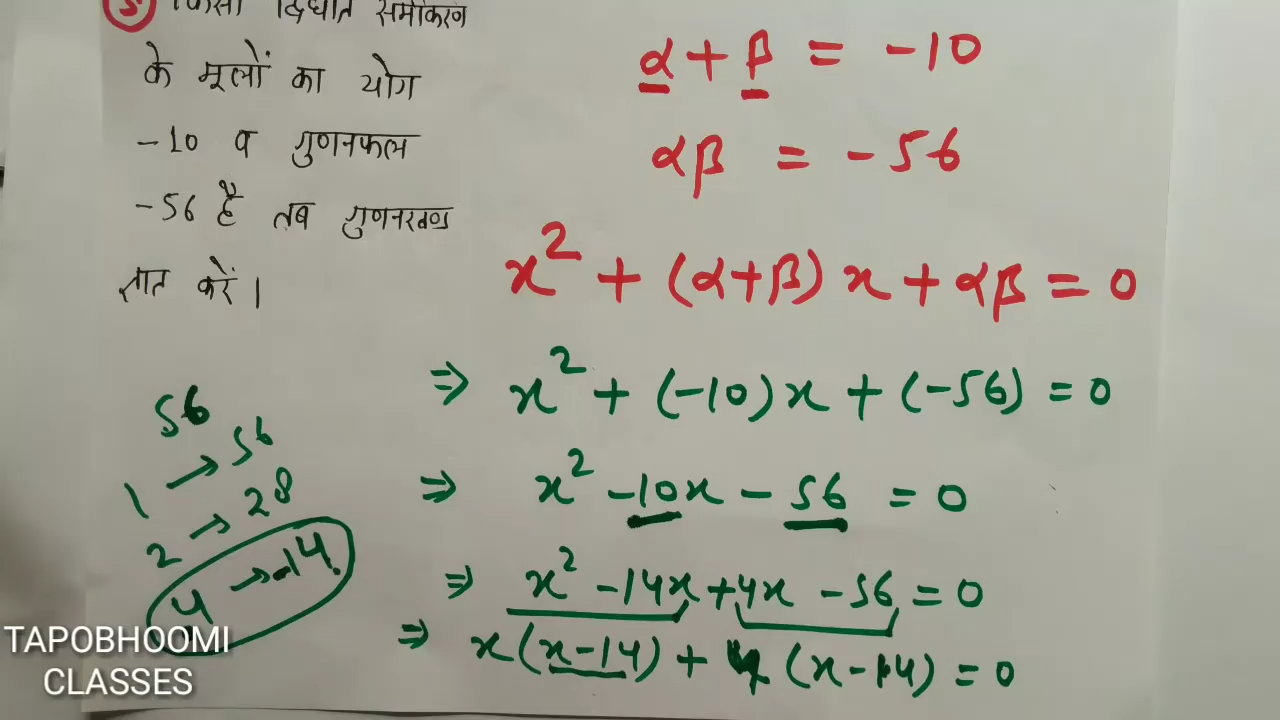 5. किसी द्विघात समीकरण
के मूलों का योग
-10 व गुणनफल
-56 है तब गुणनखण्ड
ज्ञात करें।
α + β = -10
αβ = -56
x² + (α+β)x + αβ = 0
⇒ x² + (-10)x + (-56) = 0
⇒ x² -10x - 56 = 0
⇒ x² -14x +4x -56 = 0
⇒ x(x-14) + 4(x-14) = 0
56
1 → 56
2 → 28
4 → -14
TAPOBHOOMI
CLASSES